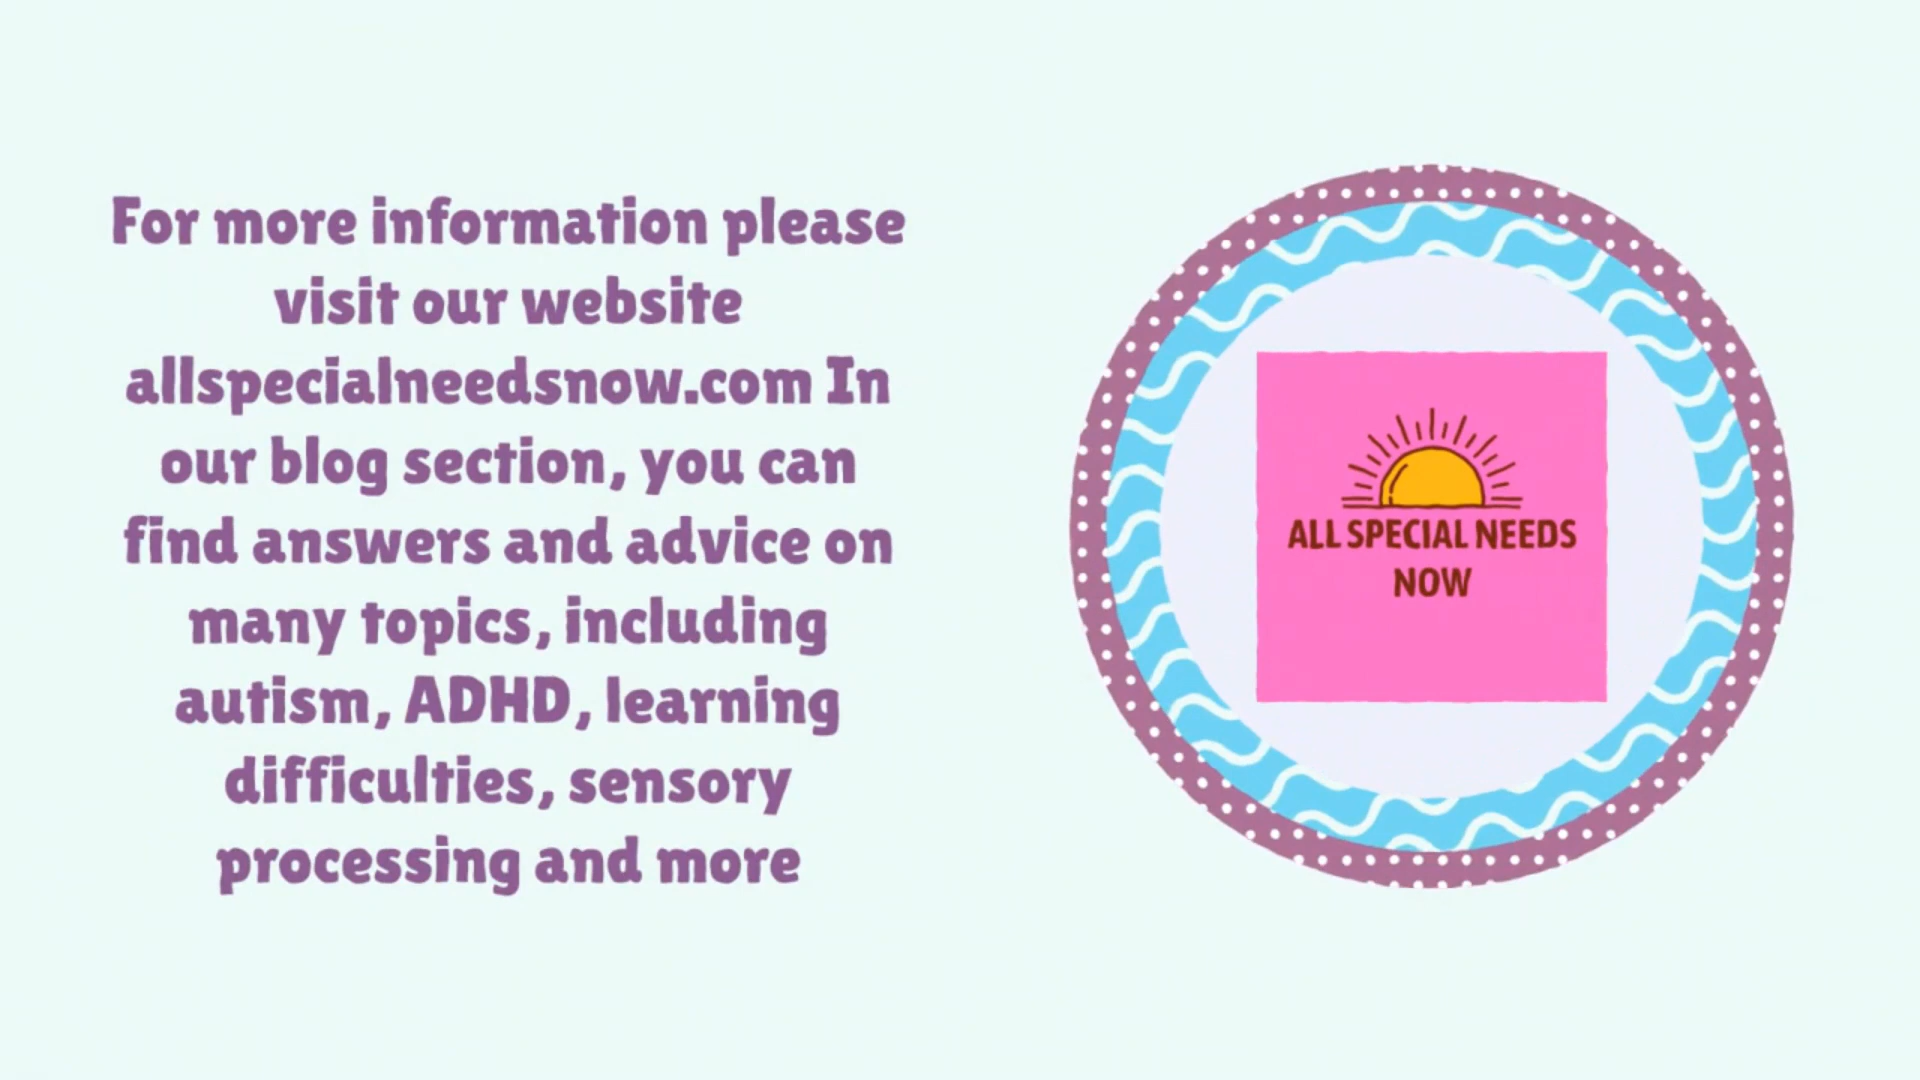 For more information please
visit our website
allspecialneedsnow.com In
our blog section, you can
find answers and advice on
many topics, including
autism, ADHD, learning
difficulties, sensory
processing and more
ALL SPECIAL NEEDS
NOW